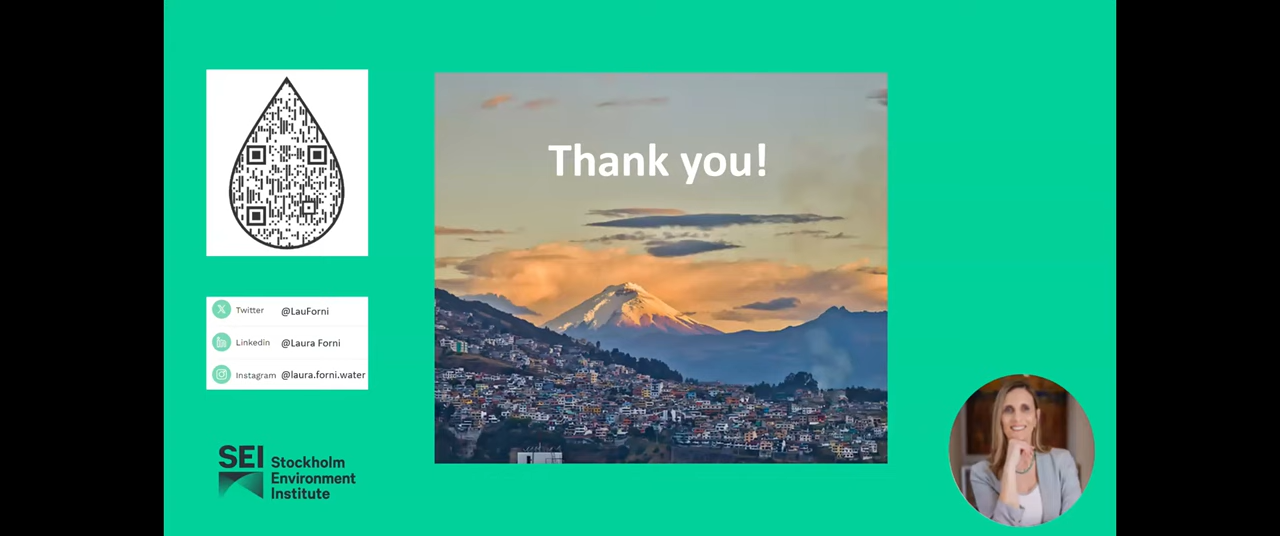 Thank you!
Twitter @LauForni
Linkedin @Laura Forni
Instagram @laura.forni.water
SEI Stockholm
Environment
Institute